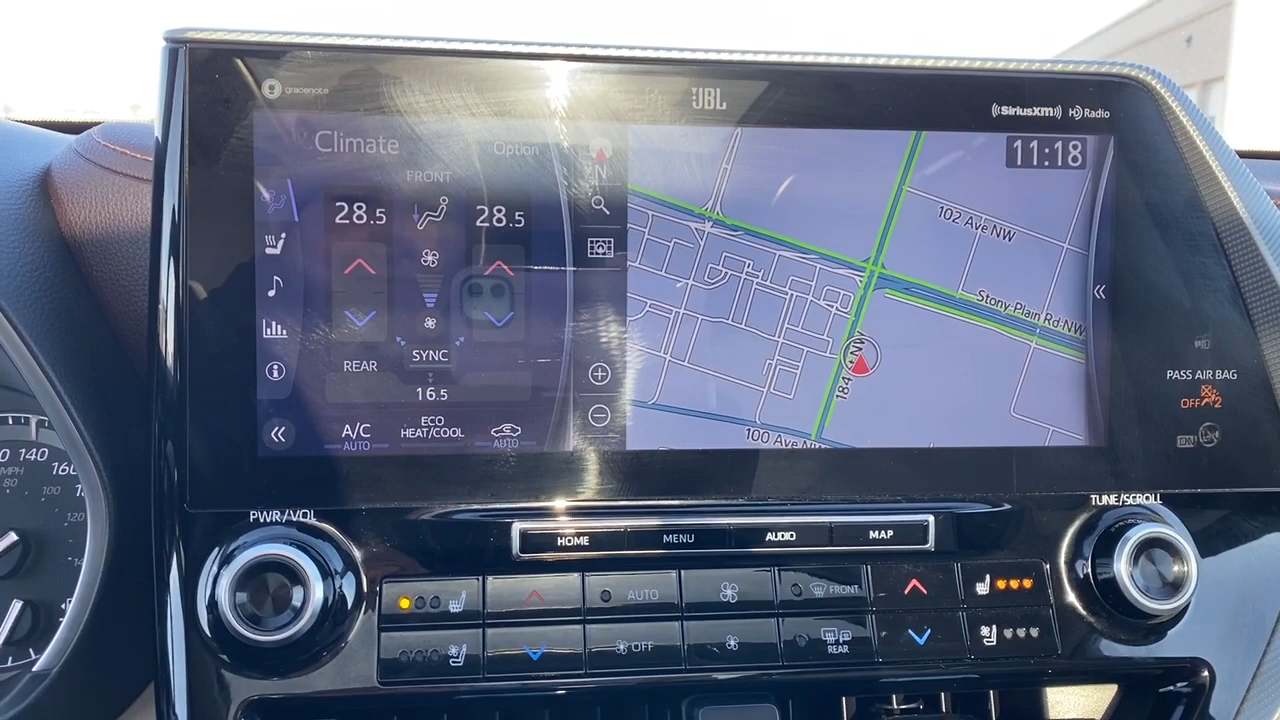 gracenote
JBL
SiriusXM HD Radio
Climate
Option
11:18
FRONT
N
28.5 28.5
102 Ave NW
Stony-Plain Rd-NW
184
NW
REAR
SYNC
16.5
A/C
AUTO
ECO
HEAT/COOL
AUTO
100 Ave NW
PASS AIR BAG
OFF 2
ON
0 140
160
MPH
80
100
120
PWR/VOL
TUNE/SCROLL
HOME MENU AUDIO MAP
AUTO
FRONT
OFF
REAR